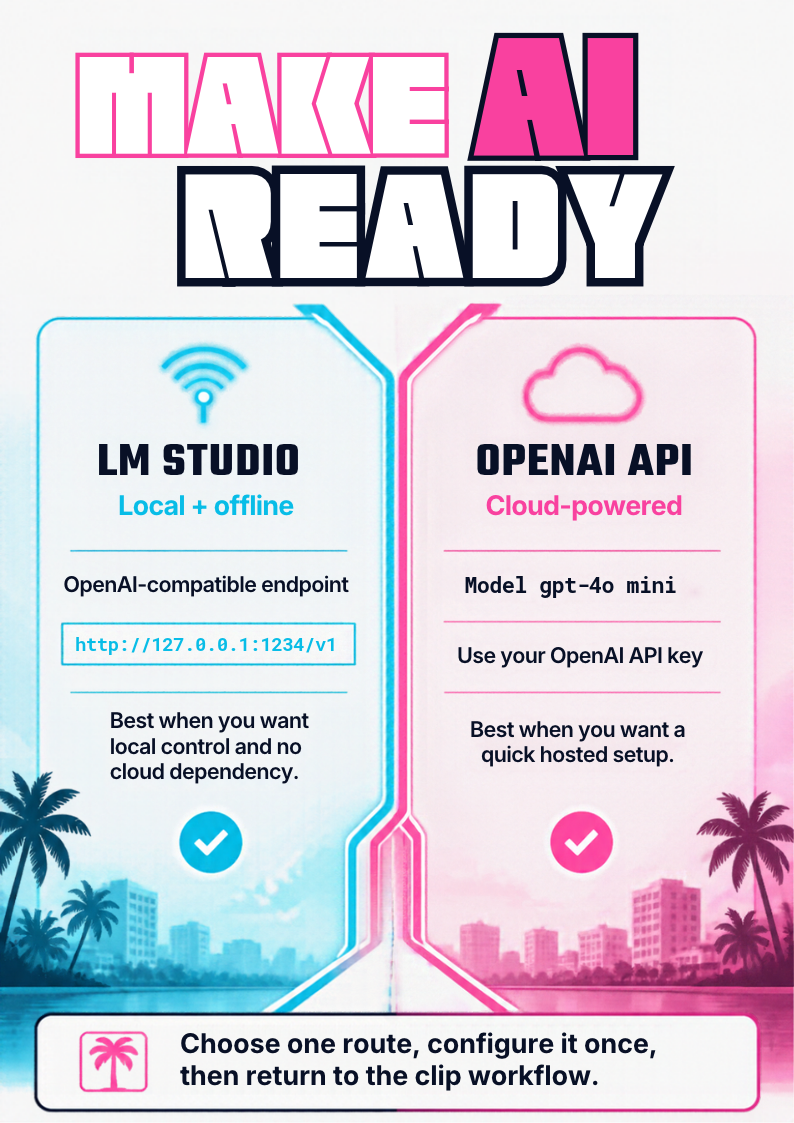 MAKE AI
READY
LM STUDIO
Local + offline
OpenAI-compatible endpoint
http://127.0.0.1:1234/v1
Best when you want
local control and no
cloud dependency.
OPENAI API
Cloud-powered
Model gpt-4o mini
Use your OpenAI API key
Best when you want a
quick hosted setup.
Choose one route, configure it once,
then return to the clip workflow.